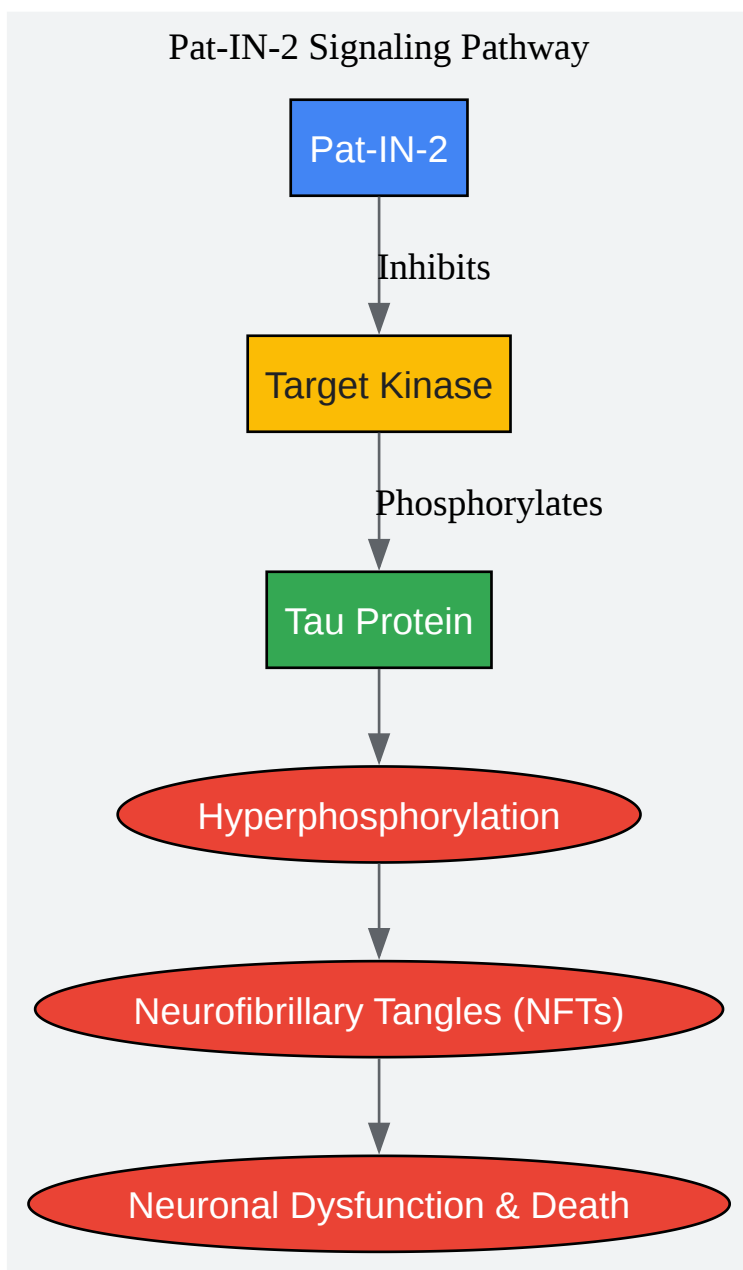 Pat-IN-2 Signaling Pathway
Pat-IN-2
Inhibits
Target Kinase
Phosphorylates
Tau Protein
Hyperphosphorylation
Neurofibrillary Tangles (NFTs)
Neuronal Dysfunction & Death